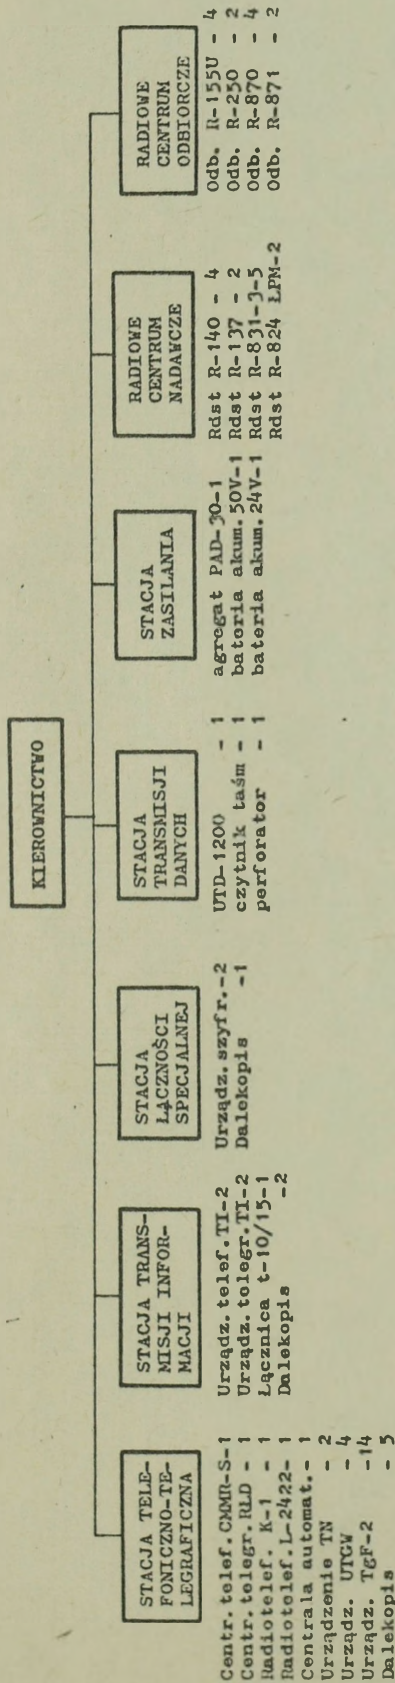 KIEROWNICTWO
STACJA TELE-
FONICZNO-TE-
LEGRAFICZNA
Centr.telef.CMMR-S-1
Centr.telegr.RLD - 1
Radiotelef. K-1 - 1
Radiotelef.L-2422- 1
Centrala automat.- 1
Urządzenie TN - 2
Urządz. UTGW - 4
Urządz. TgF-2 -14
Dalekopis - 5
STACJA TRANS-
MISJI INFOR-
MACJI
Urządz.telef.TI-2
Urządz.telegr.TI-2
Łącznica t-10/15-1
Dalekopis -2
STACJA
ŁĄCZNOŚCI
SPECJALNEJ
Urządz.szyfr.-2
Dalekopis -1
STACJA
TRANSMISJI
DANYCH
UTD-1200 - 1
czytnik taśm - 1
perforator - 1
STACJA
ZASILANIA
agregat PAD-30-1
bateria akum.50V-1
bateria akum.24V-1
RADIOWE
CENTRUM
NADAWCZE
Rdst R-140 - 4
Rdst R-137 - 2
Rdst R-831-3-5
Rdst R-824 ŁPM-2
RADIOWE
CENTRUM
ODBIORCZE
Odb. R-155U - 4
Odb. R-250 - 2
Odb. R-870 - 4
Odb. R-871 - 2